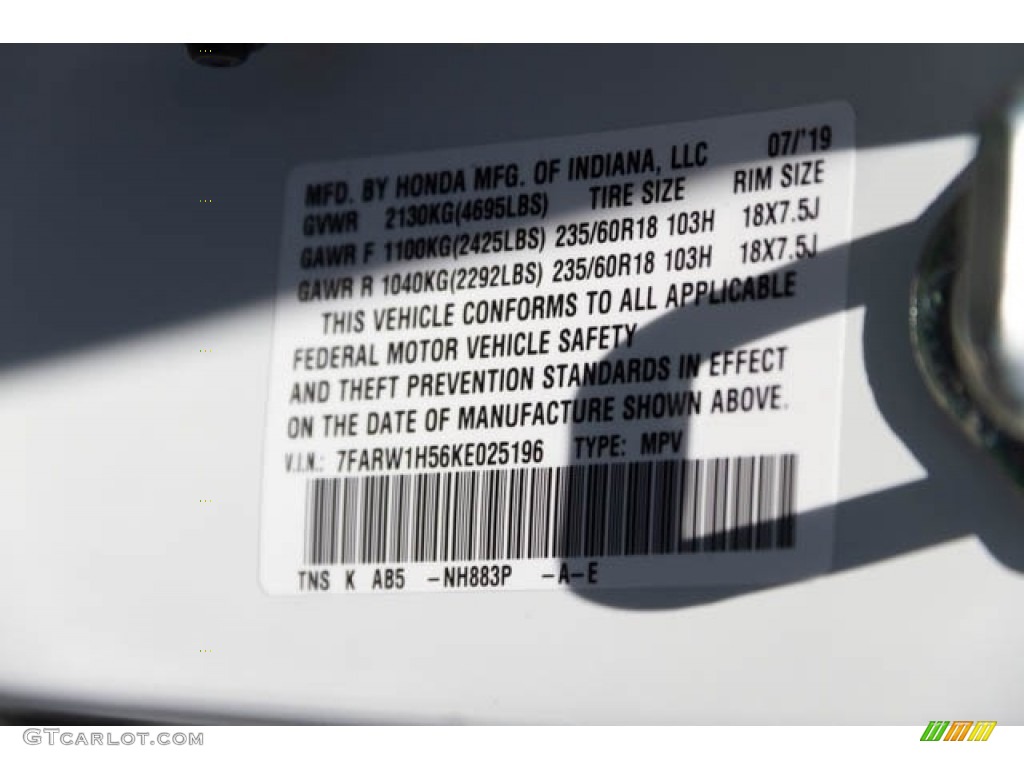 MFD. BY HONDA MFG. OF INDIANA, LLC 07/'19
GVWR 2130KG(4695LBS) TIRE SIZE RIM SIZE
GAWR F 1100KG(2425LBS) 235/60R18 103H 18X7.5J
GAWR R 1040KG(2292LBS) 235/60R18 103H 18X7.5J
THIS VEHICLE CONFORMS TO ALL APPLICABLE
FEDERAL MOTOR VEHICLE SAFETY
AND THEFT PREVENTION STANDARDS IN EFFECT
ON THE DATE OF MANUFACTURE SHOWN ABOVE.
V.I.N.: 7FARW1H56KE025196 TYPE: MPV
TNS K AB5 -NH883P -A-E
GTCARLOT.COM